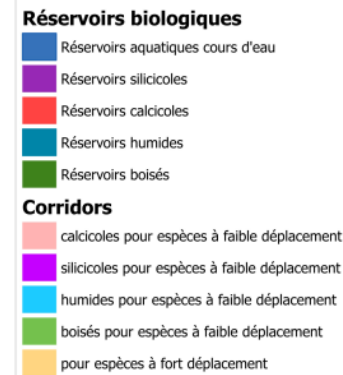 Réservoirs biologiques
Réservoirs aquatiques cours d'eau
Réservoirs silicicoles
Réservoirs calcicoles
Réservoirs humides
Réservoirs boisés
Corridors
calcicoles pour espèces à faible déplacement
silicicoles pour espèces à faible déplacement
humides pour espèces à faible déplacement
boisés pour espèces à faible déplacement
pour espèces à fort déplacement